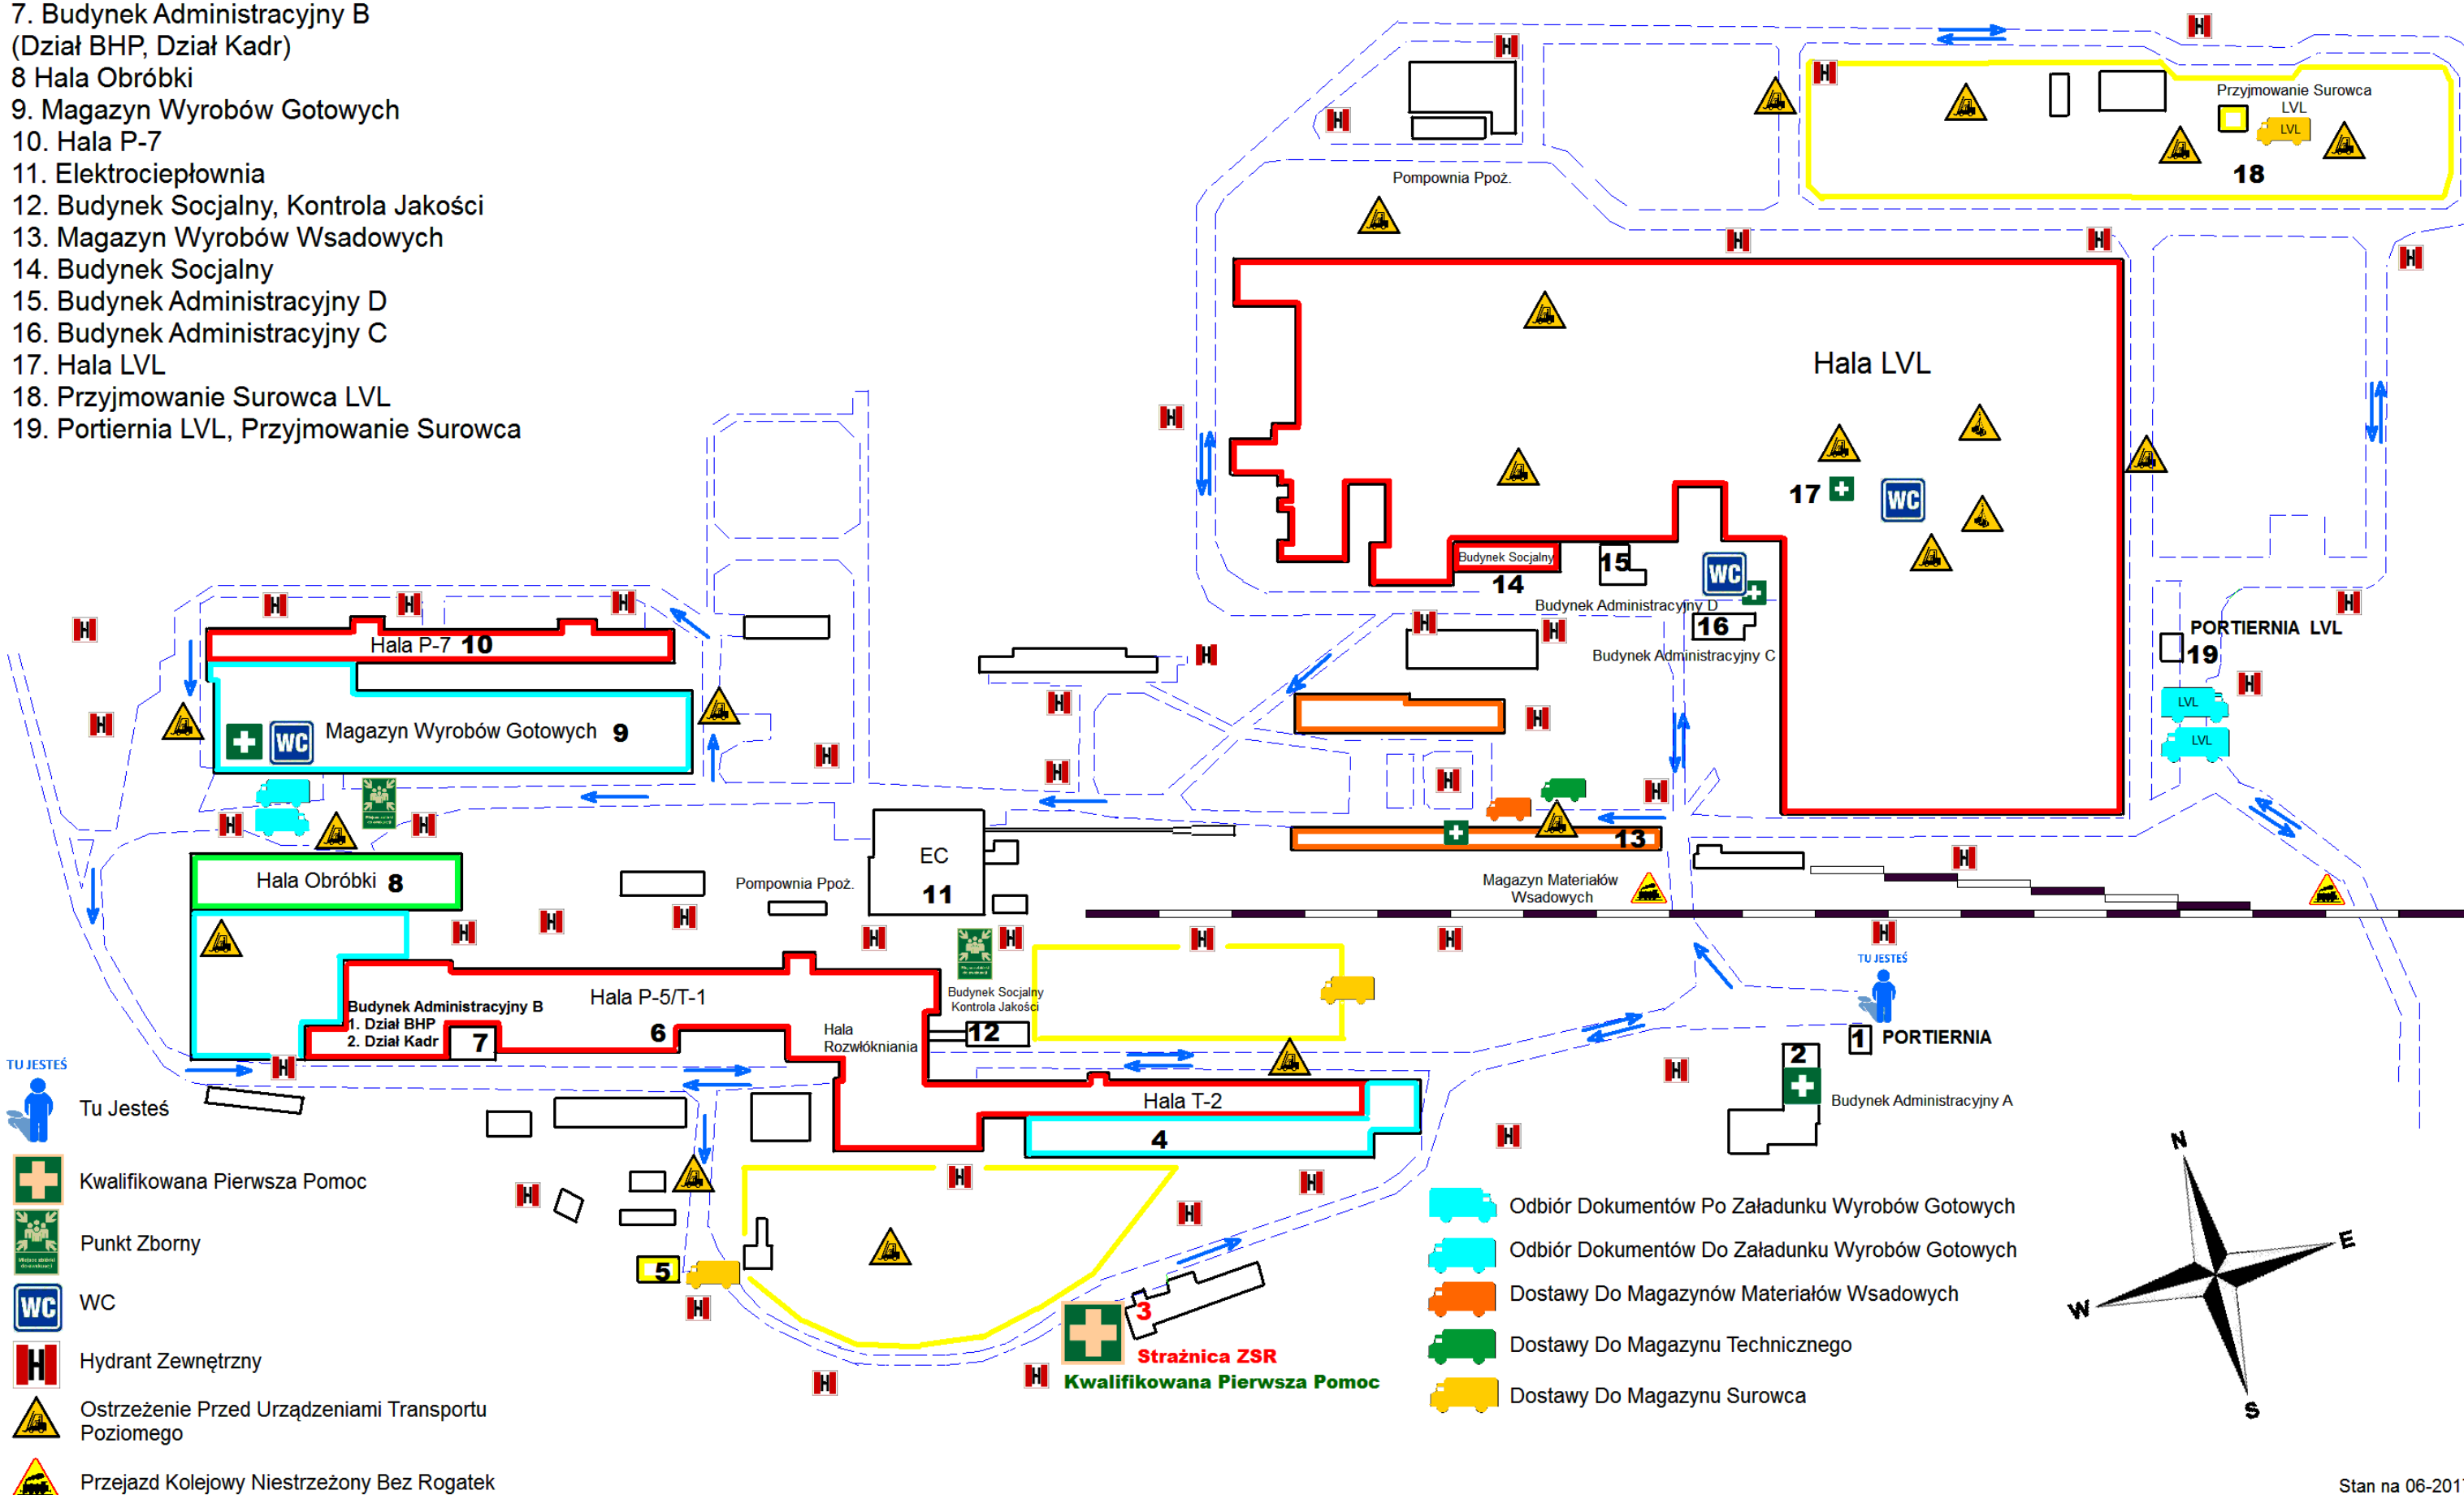 7. Budynek Administracyjny B
(Dział BHP, Dział Kadr)
8 Hala Obróbki
9. Magazyn Wyrobów Gotowych
10. Hala P-7
11. Elektrociepłownia
12. Budynek Socjalny, Kontrola Jakości
13. Magazyn Wyrobów Wsadowych
14. Budynek Socjalny
15. Budynek Administracyjny D
16. Budynek Administracyjny C
17. Hala LVL
18. Przyjmowanie Surowca LVL
19. Portiernia LVL, Przyjmowanie Surowca
Przyjmowanie Surowca
LVL
LVL
18
Pompownia Ppoż.
Hala LVL
17
WC
Budynek Socjalny
14
15
WC
Budynek Administracyjny D
16
Budynek Administracyjny C
PORTIERNIA LVL
19
LVL
LVL
Hala P-7 10
WC
Magazyn Wyrobów Gotowych 9
Hala Obróbki 8
Pompownia Ppoż.
EC
11
13
Magazyn Materiałów
Wsadowych
TU JESTEŚ
1 PORTIERNIA
2
Budynek Administracyjny A
Budynek Socjalny
Kontrola Jakości
12
Hala P-5/T-1
6
Budynek Administracyjny B
1. Dział BHP
2. Dział Kadr
7
Hala
Rozwłókniania
Hala T-2
4
5
3
Strażnica ZSR
Kwalifikowana Pierwsza Pomoc
TU JESTEŚ
Tu Jesteś
Kwalifikowana Pierwsza Pomoc
Punkt Zborny
WC
WC
H
Hydrant Zewnętrzny
Ostrzeżenie Przed Urządzeniami Transportu
Poziomego
Przejazd Kolejowy Niestrzeżony Bez Rogatek
Odbiór Dokumentów Po Załadunku Wyrobów Gotowych
Odbiór Dokumentów Do Załadunku Wyrobów Gotowych
Dostawy Do Magazynów Materiałów Wsadowych
Dostawy Do Magazynu Technicznego
Dostawy Do Magazynu Surowca
N
E
W
S
Stan na 06-2017